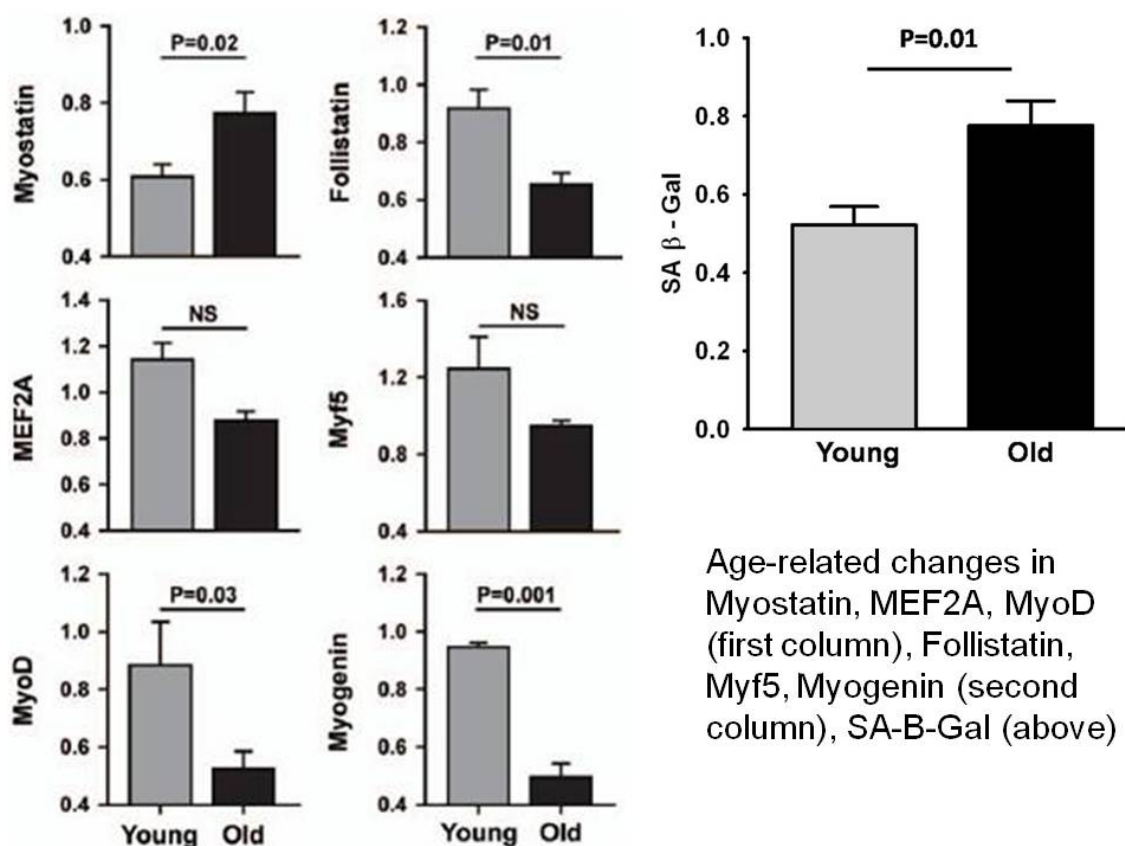 Myostatin
1.0
0.8
0.6
0.4
P=0.02
Follistatin
1.2
1.0
0.8
0.6
0.4
P=0.01
MEF2A
1.4
1.2
1.0
0.8
0.6
0.4
NS
Myf5
1.6
1.2
0.8
0.4
NS
MyoD
1.2
1.0
0.8
0.6
0.4
P=0.03
Young Old
Myogenin
1.2
1.0
0.8
0.6
0.4
P=0.001
Young Old
SA β - Gal
1.0
0.8
0.6
0.4
0.2
0.0
P=0.01
Young Old
Age-related changes in
Myostatin, MEF2A, MyoD
(first column), Follistatin,
Myf5, Myogenin (second
column), SA-B-Gal (above)